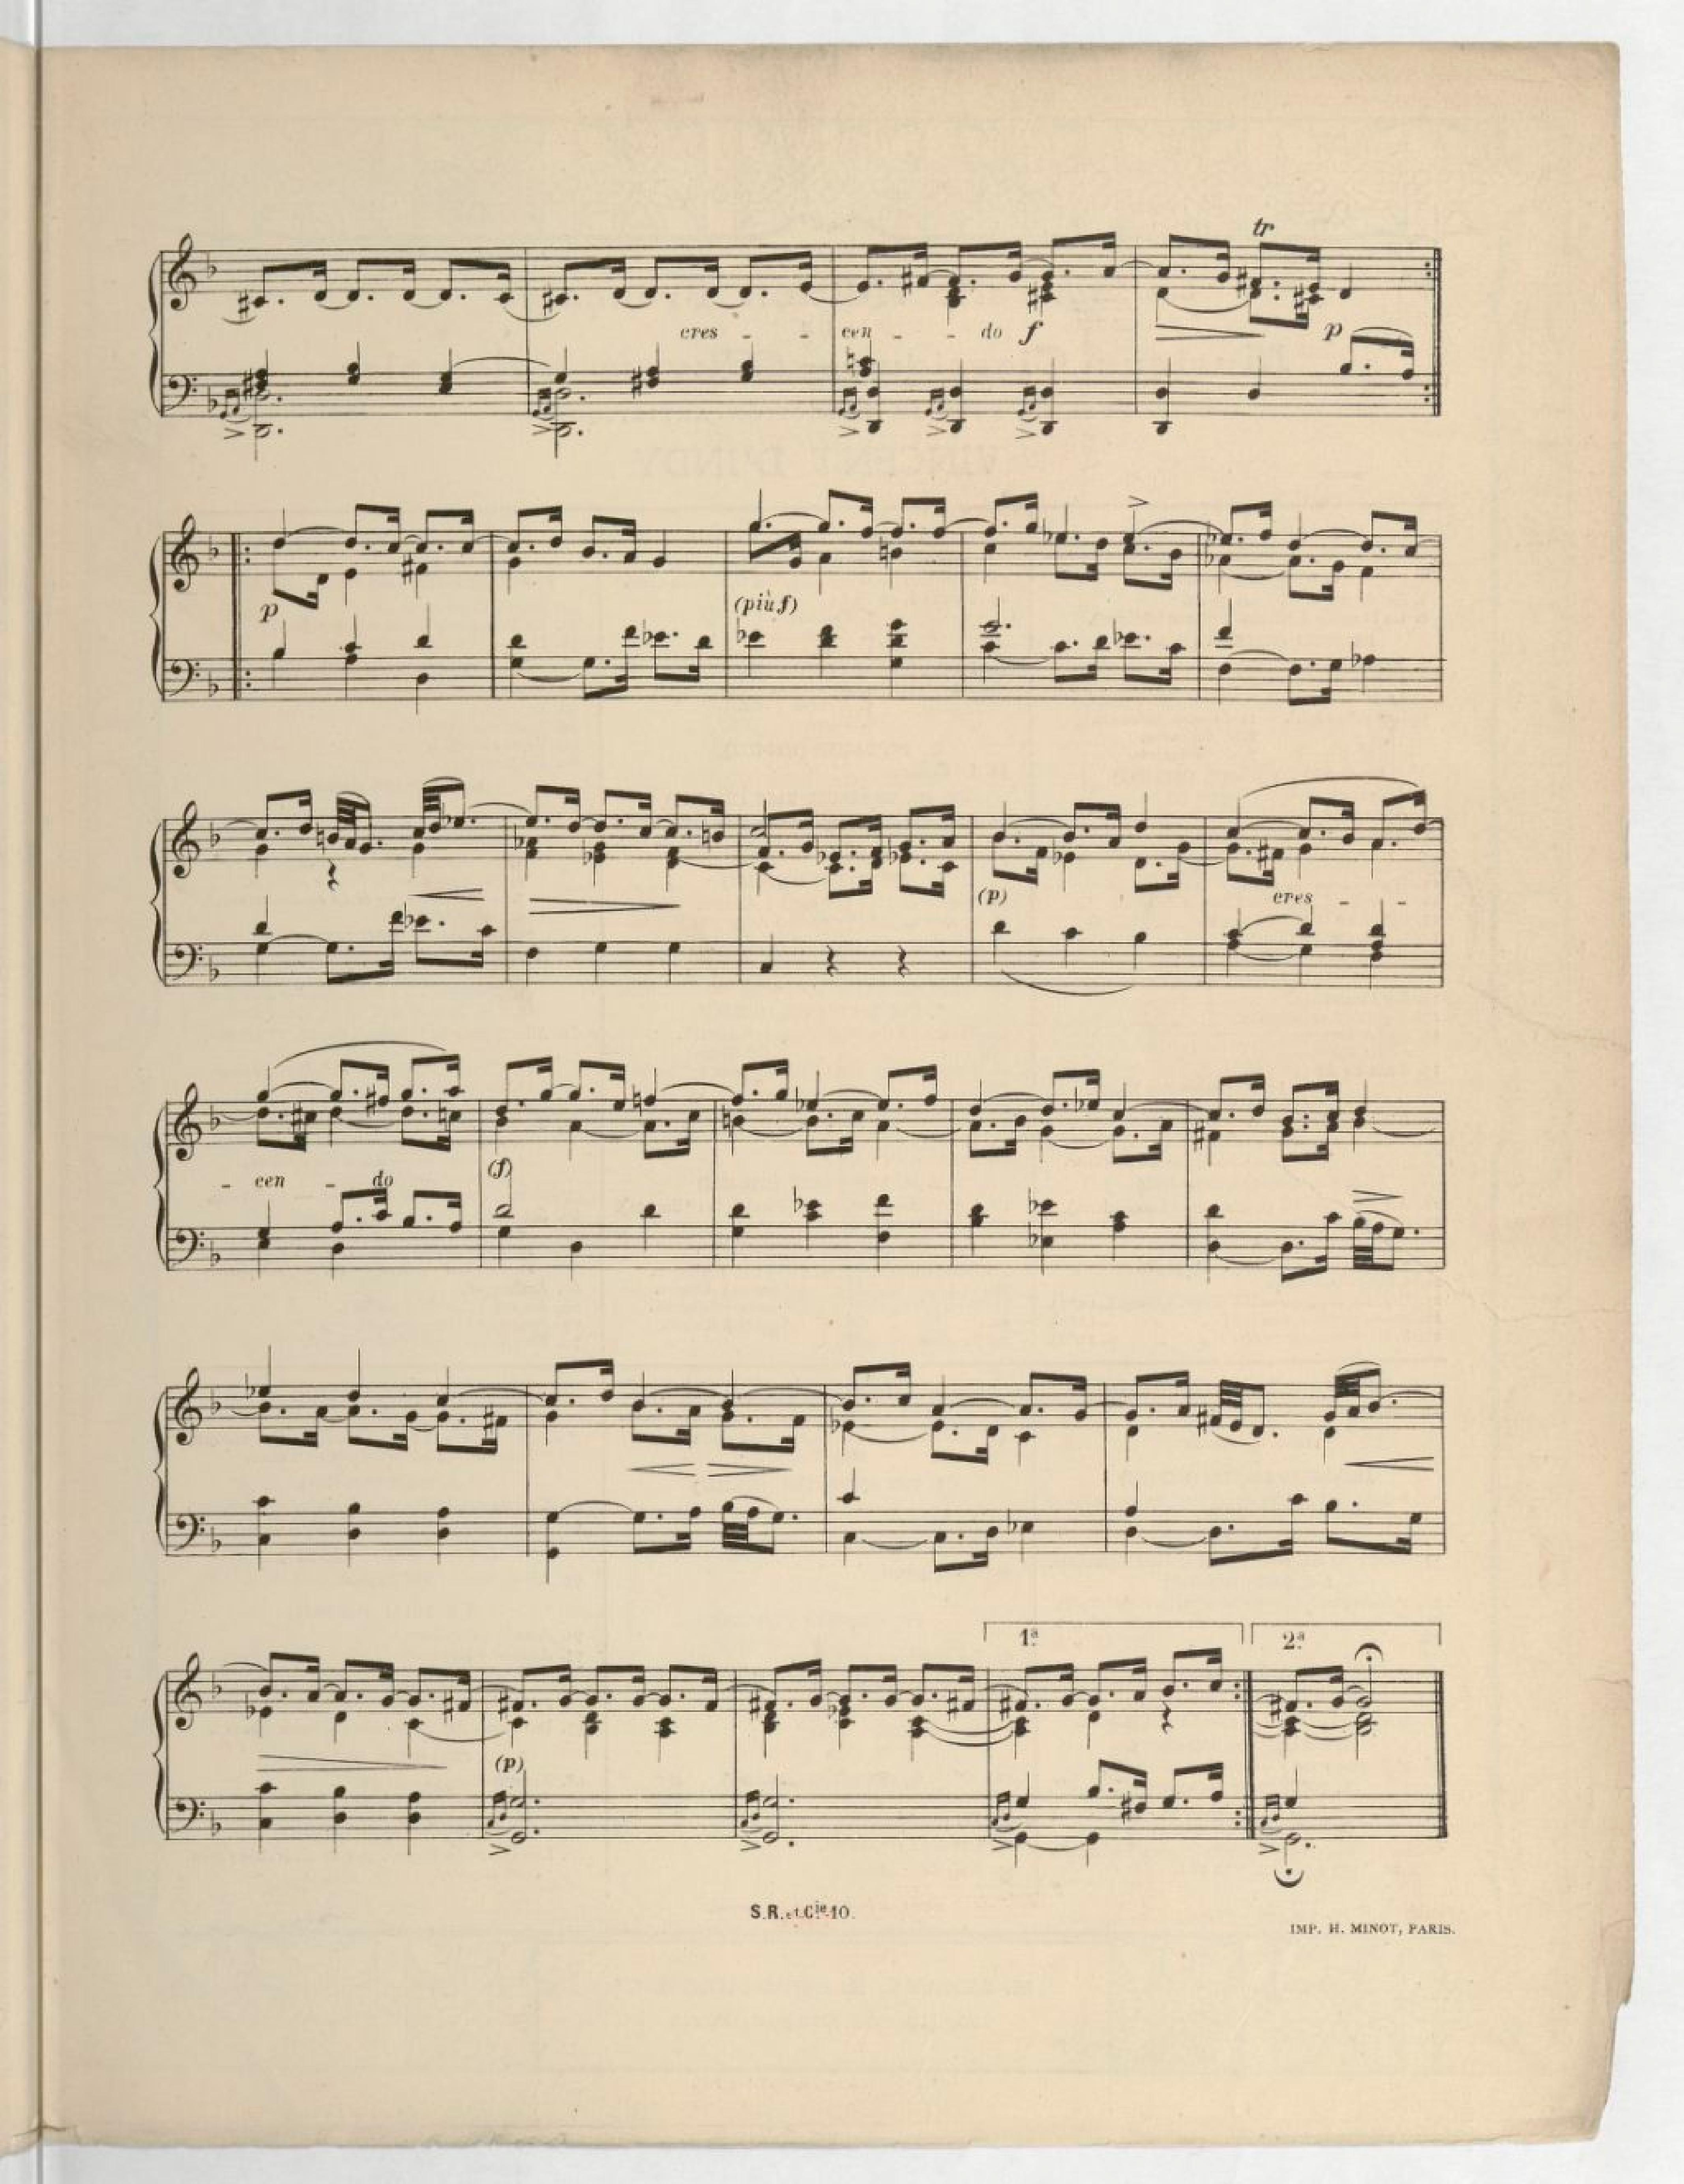 tr
cres - - cen - - do f p
p (più f)
(p) cres - -
- cen - do (f)
1ª 2ª
(p)
S.R. et Cie. 10.
IMP. H. MINOT, PARIS.